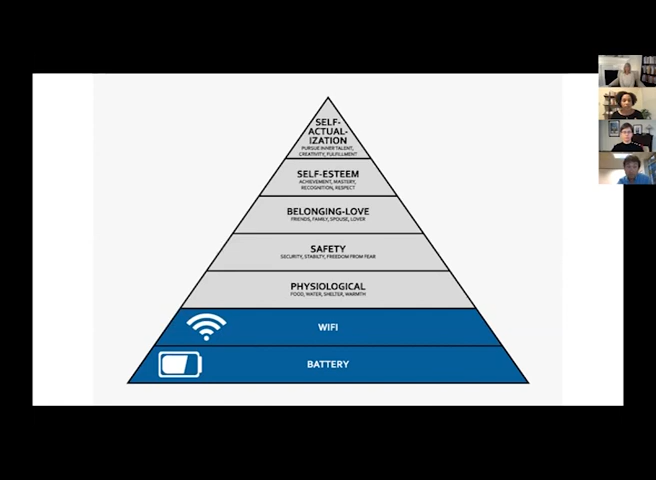 SELF-
ACTUAL-
IZATION
PURSUE INNER TALENT,
CREATIVITY, FULFILLMENT
SELF-ESTEEM
ACHIEVEMENT, MASTERY,
RECOGNITION, RESPECT
BELONGING-LOVE
FRIENDS, FAMILY, SPOUSE, LOVER
SAFETY
SECURITY, STABILTY, FREEDOM FROM FEAR
PHYSIOLOGICAL
FOOD, WATER, SHELTER, WARMTH
WIFI
BATTERY